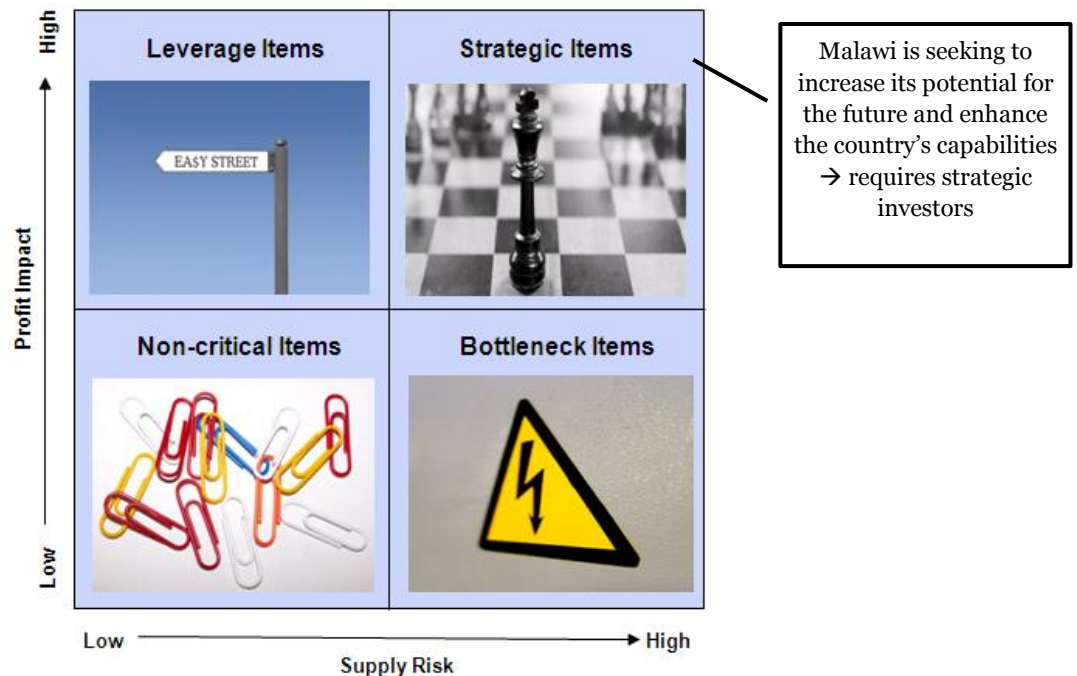 High
Leverage Items
Strategic Items
EA$Y STREET
Malawi is seeking to
increase its potential for
the future and enhance
the country’s capabilities
→ requires strategic
investors
Profit Impact
Non-critical Items
Bottleneck Items
Low
Low
High
Supply Risk